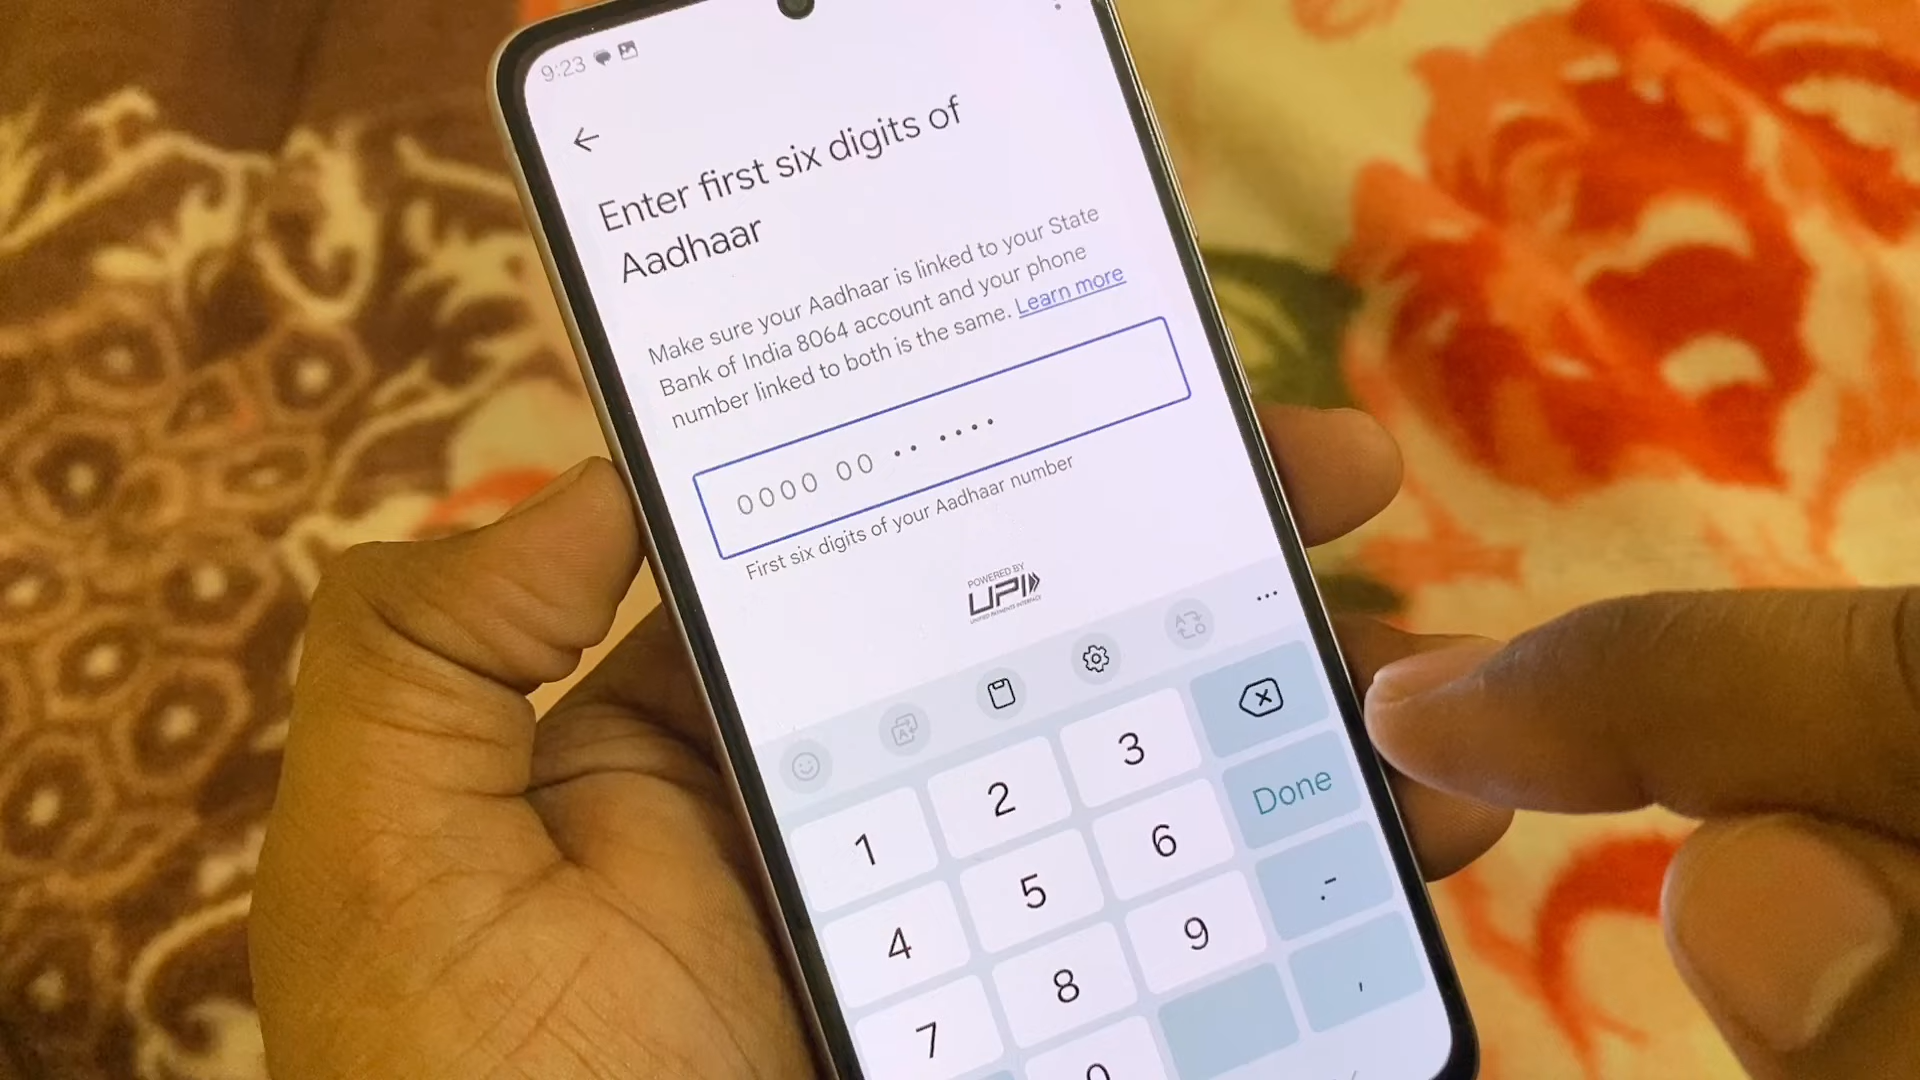 9:23
Enter first six digits of
Aadhaar
Make sure your Aadhaar is linked to your State
Bank of India 8064 account and your phone
number linked to both is the same. Learn more
0000 00 •• ••••
First six digits of your Aadhaar number
POWERED BY
UPI
UNIFIED PAYMENTS INTERFACE
1 2 3
4 5 6 Done
7 8 9 .-
0 ,